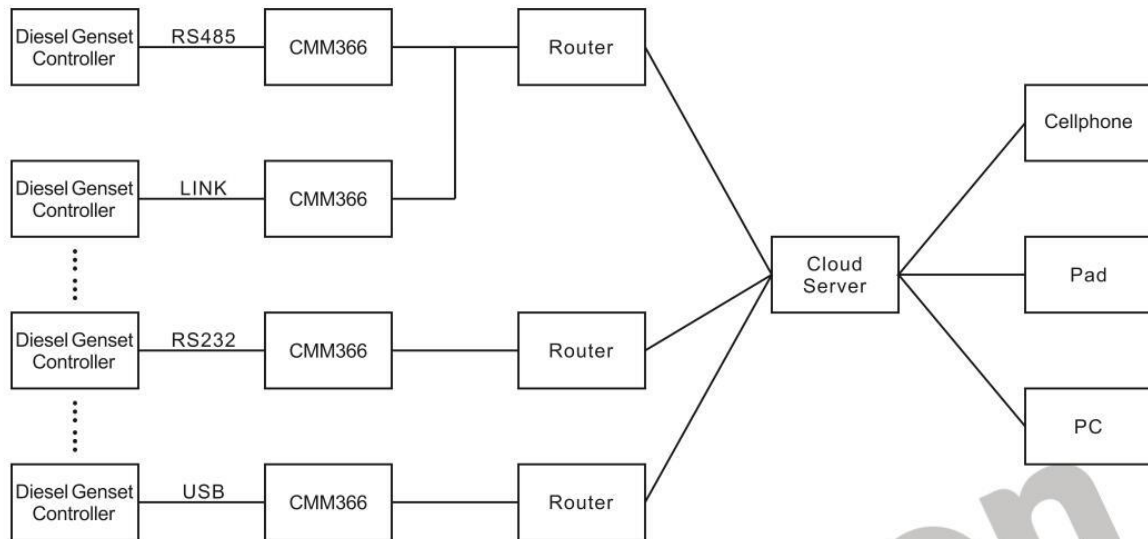 Diesel Genset
Controller
RS485
CMM366
Router
Cellphone
Diesel Genset
Controller
LINK
CMM366
Cloud
Server
Pad
Diesel Genset
Controller
RS232
CMM366
Router
PC
Diesel Genset
Controller
USB
CMM366
Router
on